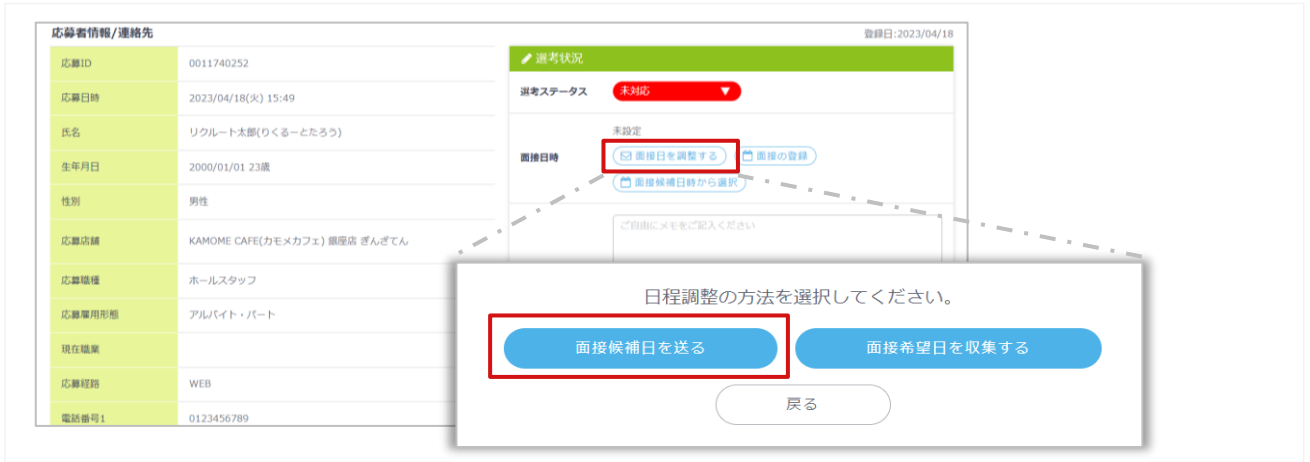 応募者情報/連絡先
登録日:2023/04/18
応募ID 0011740252
応募日時 2023/04/18(火) 15:49
氏名 リクルート太郎(りくるーとたろう)
生年月日 2000/01/01 23歳
性別 男性
応募店舗 KAMOME CAFE(カモメカフェ) 銀座店 ぎんざてん
応募職種 ホールスタッフ
応募雇用形態 アルバイト・パート
現在職業
応募経路 WEB
電話番号1 0123456789
選考状況
選考ステータス 未対応 ▼
面接日時 未設定
面接日を調整する 面接の登録
面接候補日時から選択
ご自由にメモをご記入ください
日程調整の方法を選択してください。
面接候補日を送る 面接希望日を収集する
戻る